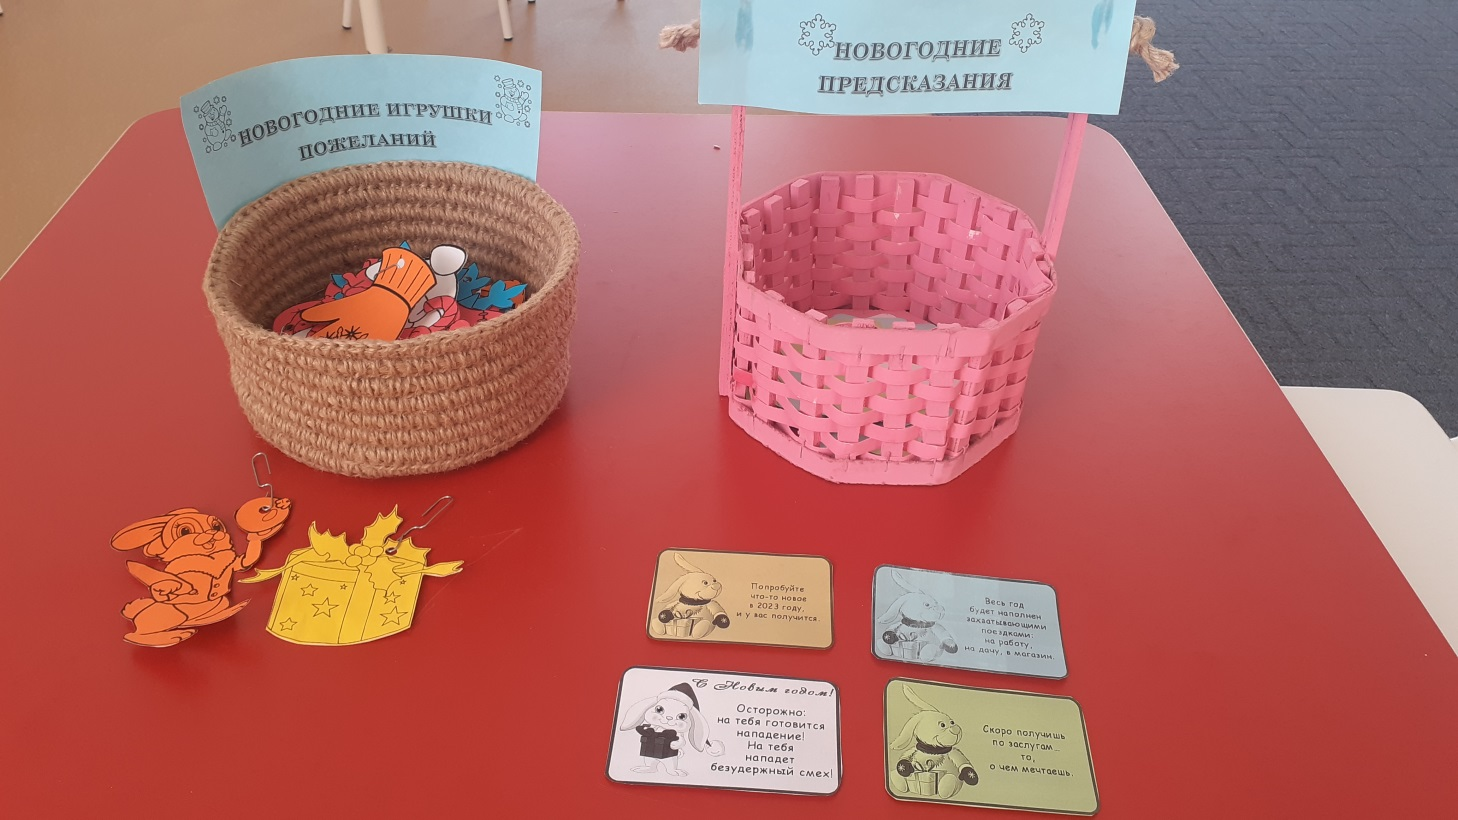 НОВОГОДНИЕ ИГРУШКИ
ПОЖЕЛАНИЙ
НОВОГОДНИЕ
ПРЕДСКАЗАНИЯ
Попробуйте
что-то новое
в 2023 году,
и у вас получится.
Весь год
будет наполнен
захватывающими
поездками:
на работу,
на дачу, в магазин.
С Новым годом!
Осторожно:
на тебя готовится
нападение!
На тебя
нападет
безудержный смех!
Скоро получишь
по заслугам...
то,
о чем мечтаешь.